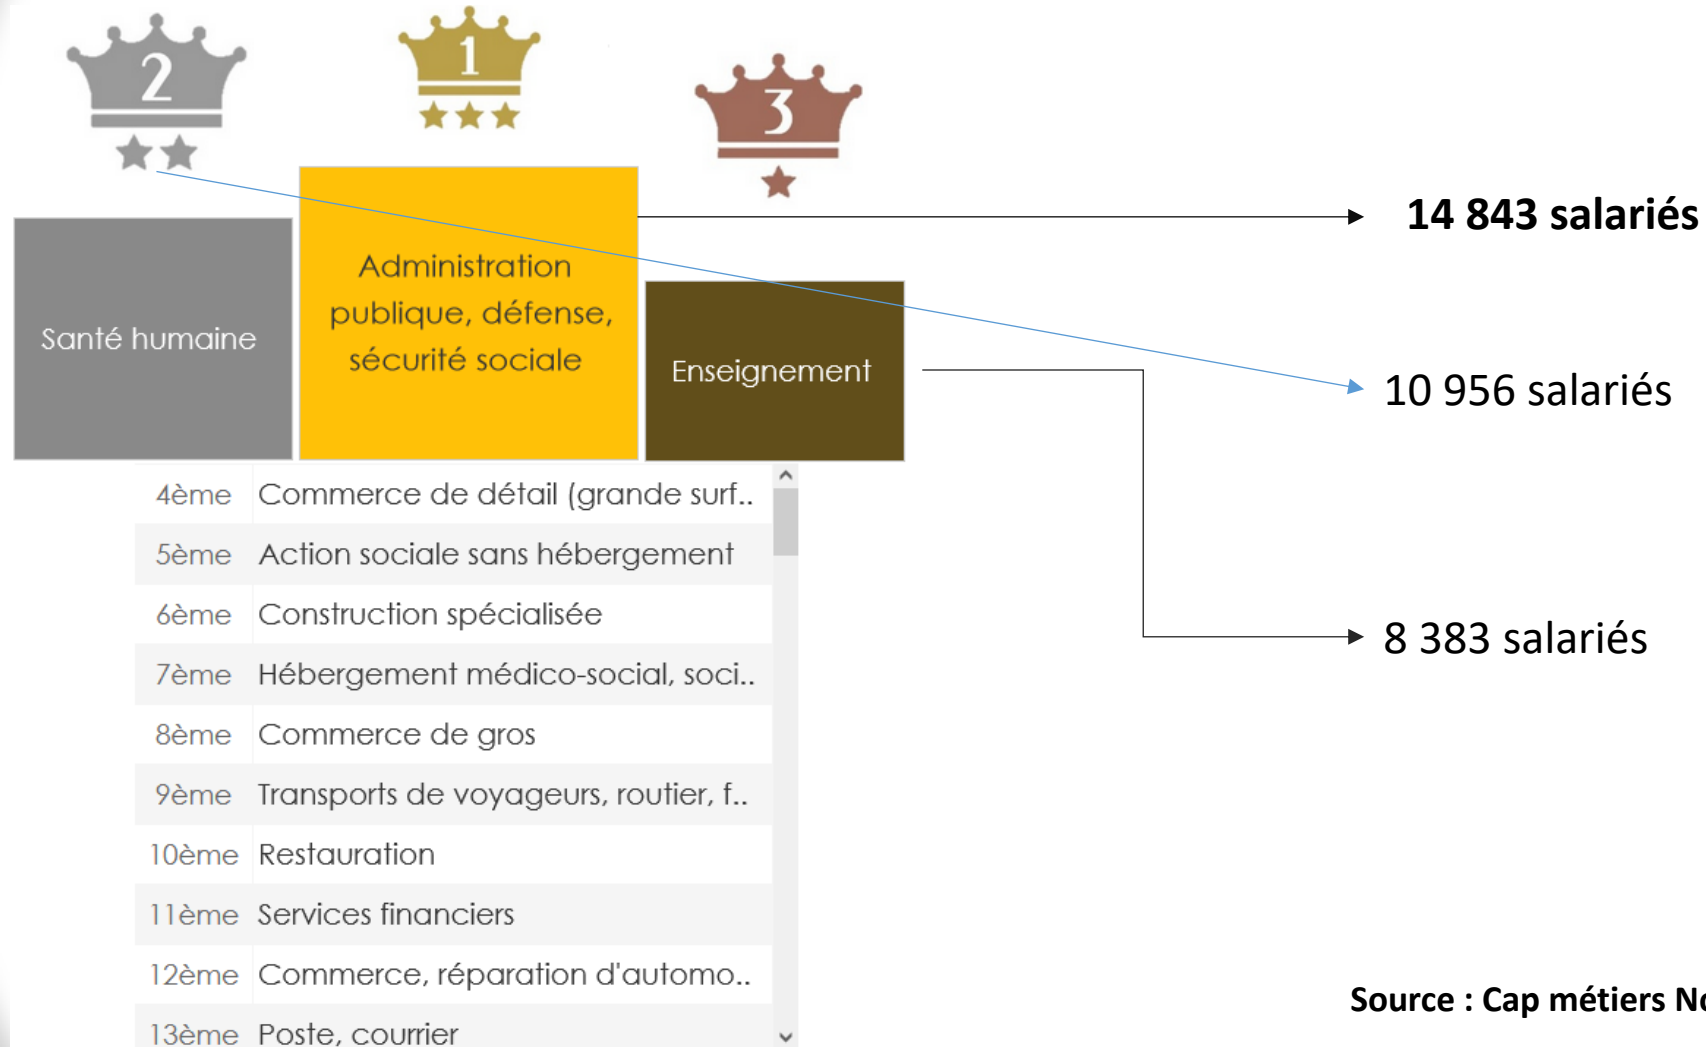 2
1
3
Santé humaine
Administration
publique, défense,
sécurité sociale
Enseignement
14 843 salariés
10 956 salariés
8 383 salariés
4ème Commerce de détail (grande surf..
5ème Action sociale sans hébergement
6ème Construction spécialisée
7ème Hébergement médico-social, soci..
8ème Commerce de gros
9ème Transports de voyageurs, routier, f..
10ème Restauration
11ème Services financiers
12ème Commerce, réparation d'automo..
13ème Poste, courrier
Source : Cap métiers